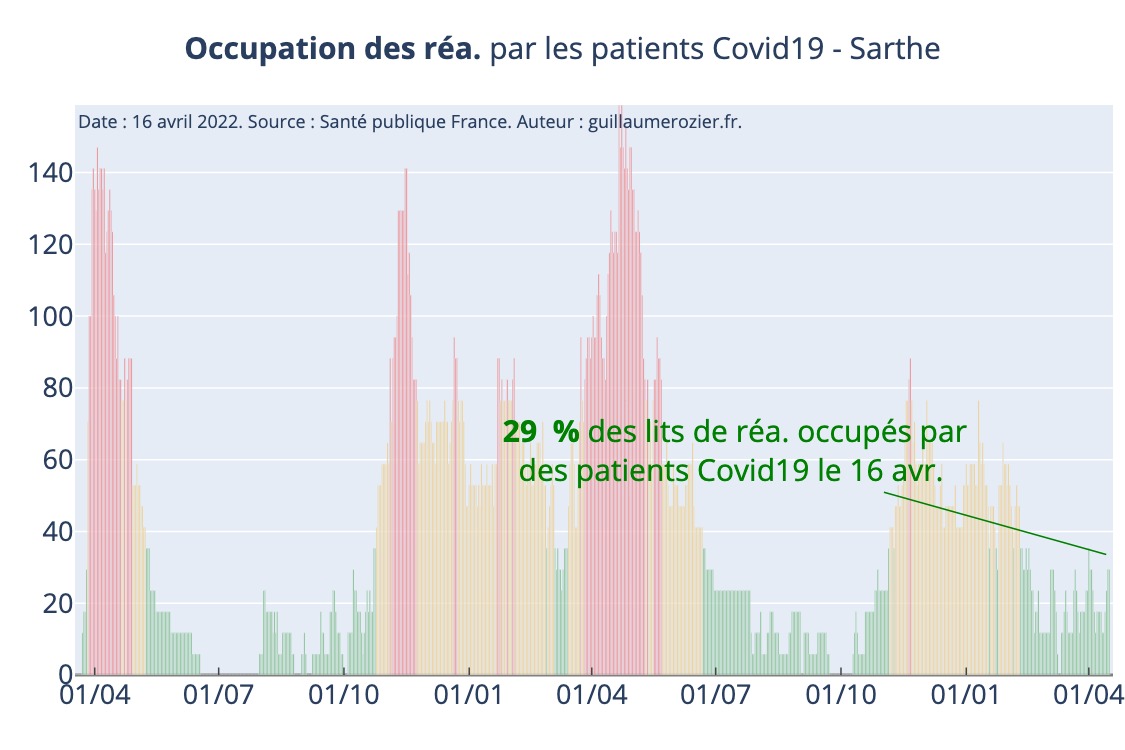 Occupation des réa. par les patients Covid19 - Sarthe
Date : 16 avril 2022. Source : Santé publique France. Auteur : guillaumerozier.fr.
140
120
100
80
60
40
20
0
29 % des lits de réa. occupés par
des patients Covid19 le 16 avr.
01/04 01/07 01/10 01/01 01/04 01/07 01/10 01/01 01/04